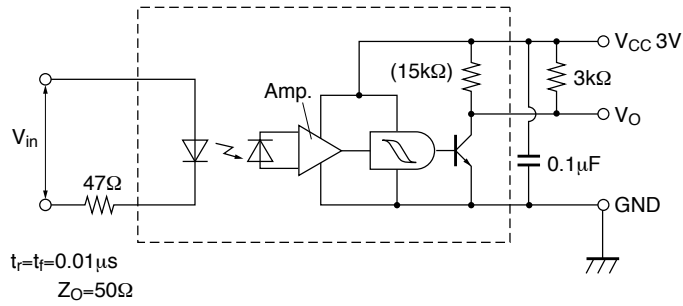 V_CC 3V
(15kΩ)
3kΩ
Amp.
V_O
V_in
47Ω
0.1μF
GND
t_r=t_f=0.01μs
Z_O=50Ω